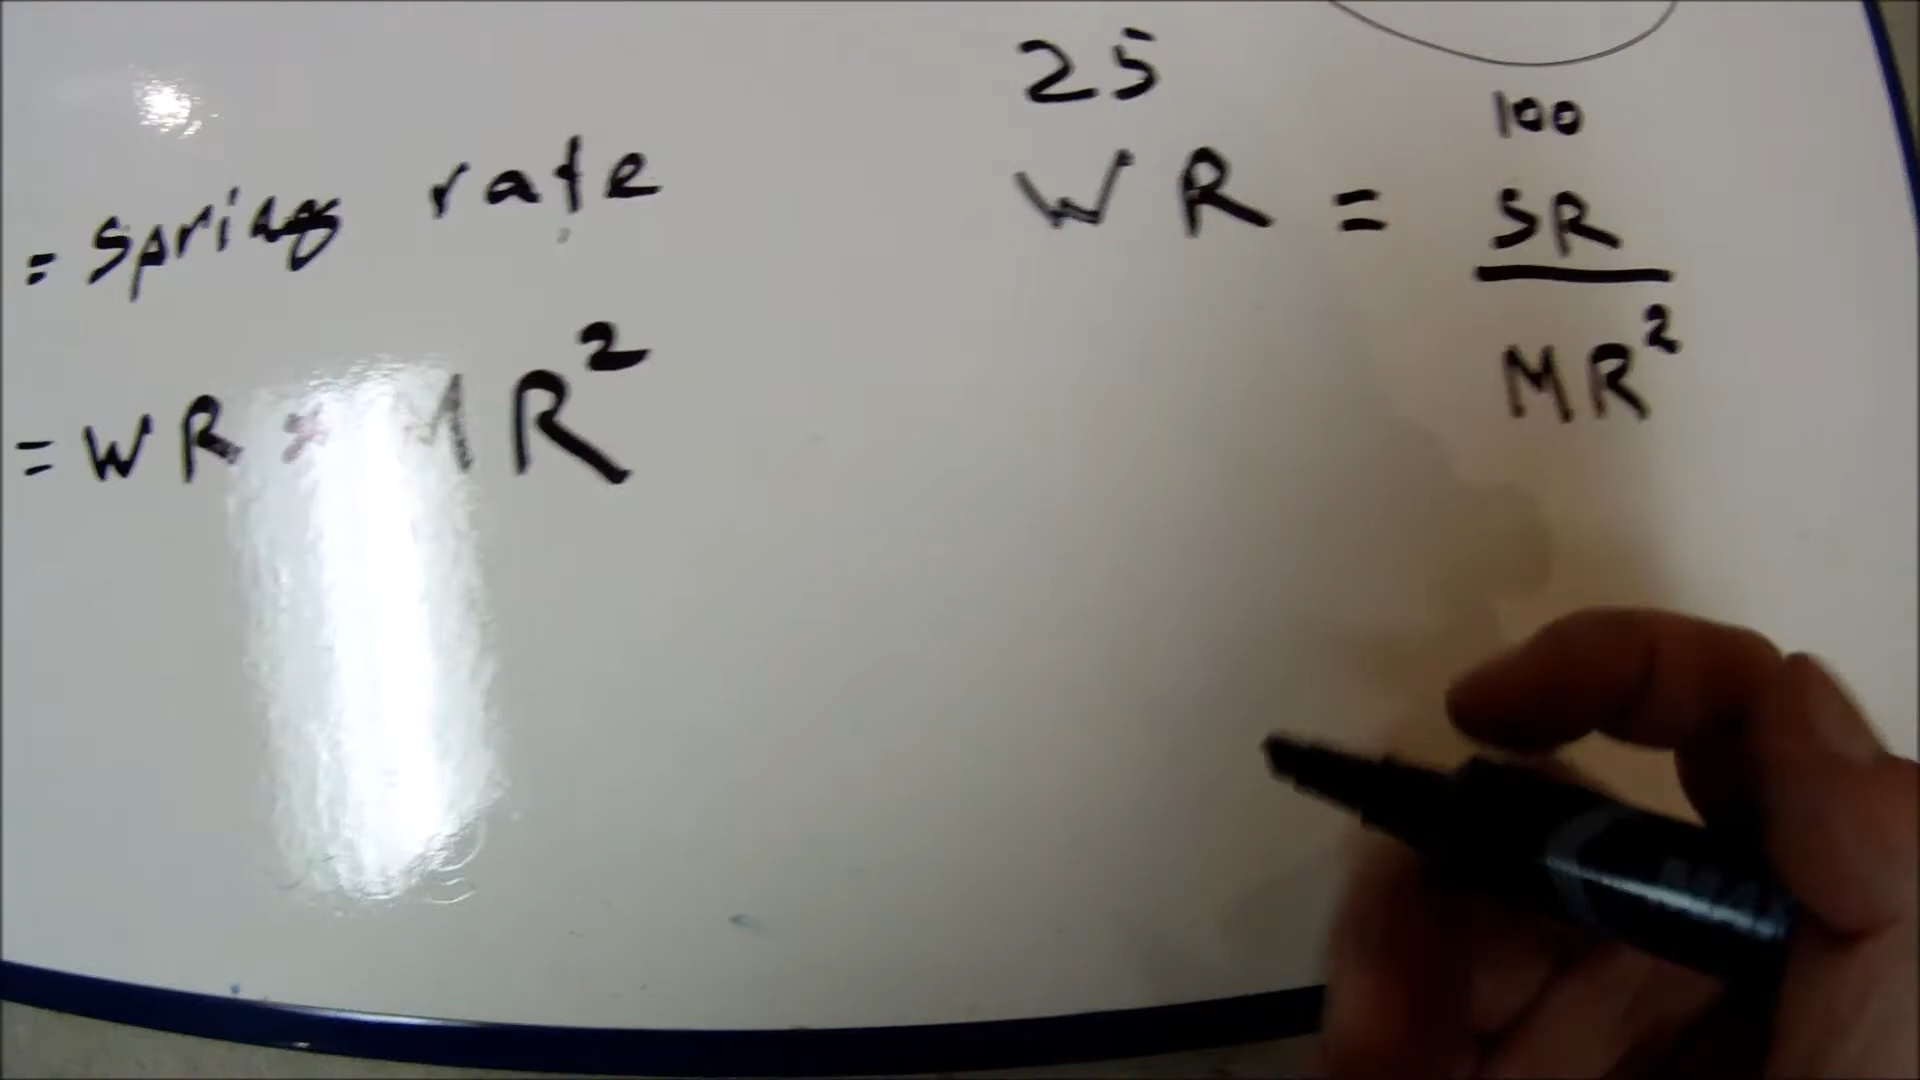 = Spring rate
= WR × MR²
25
100
WR = SR
MR²